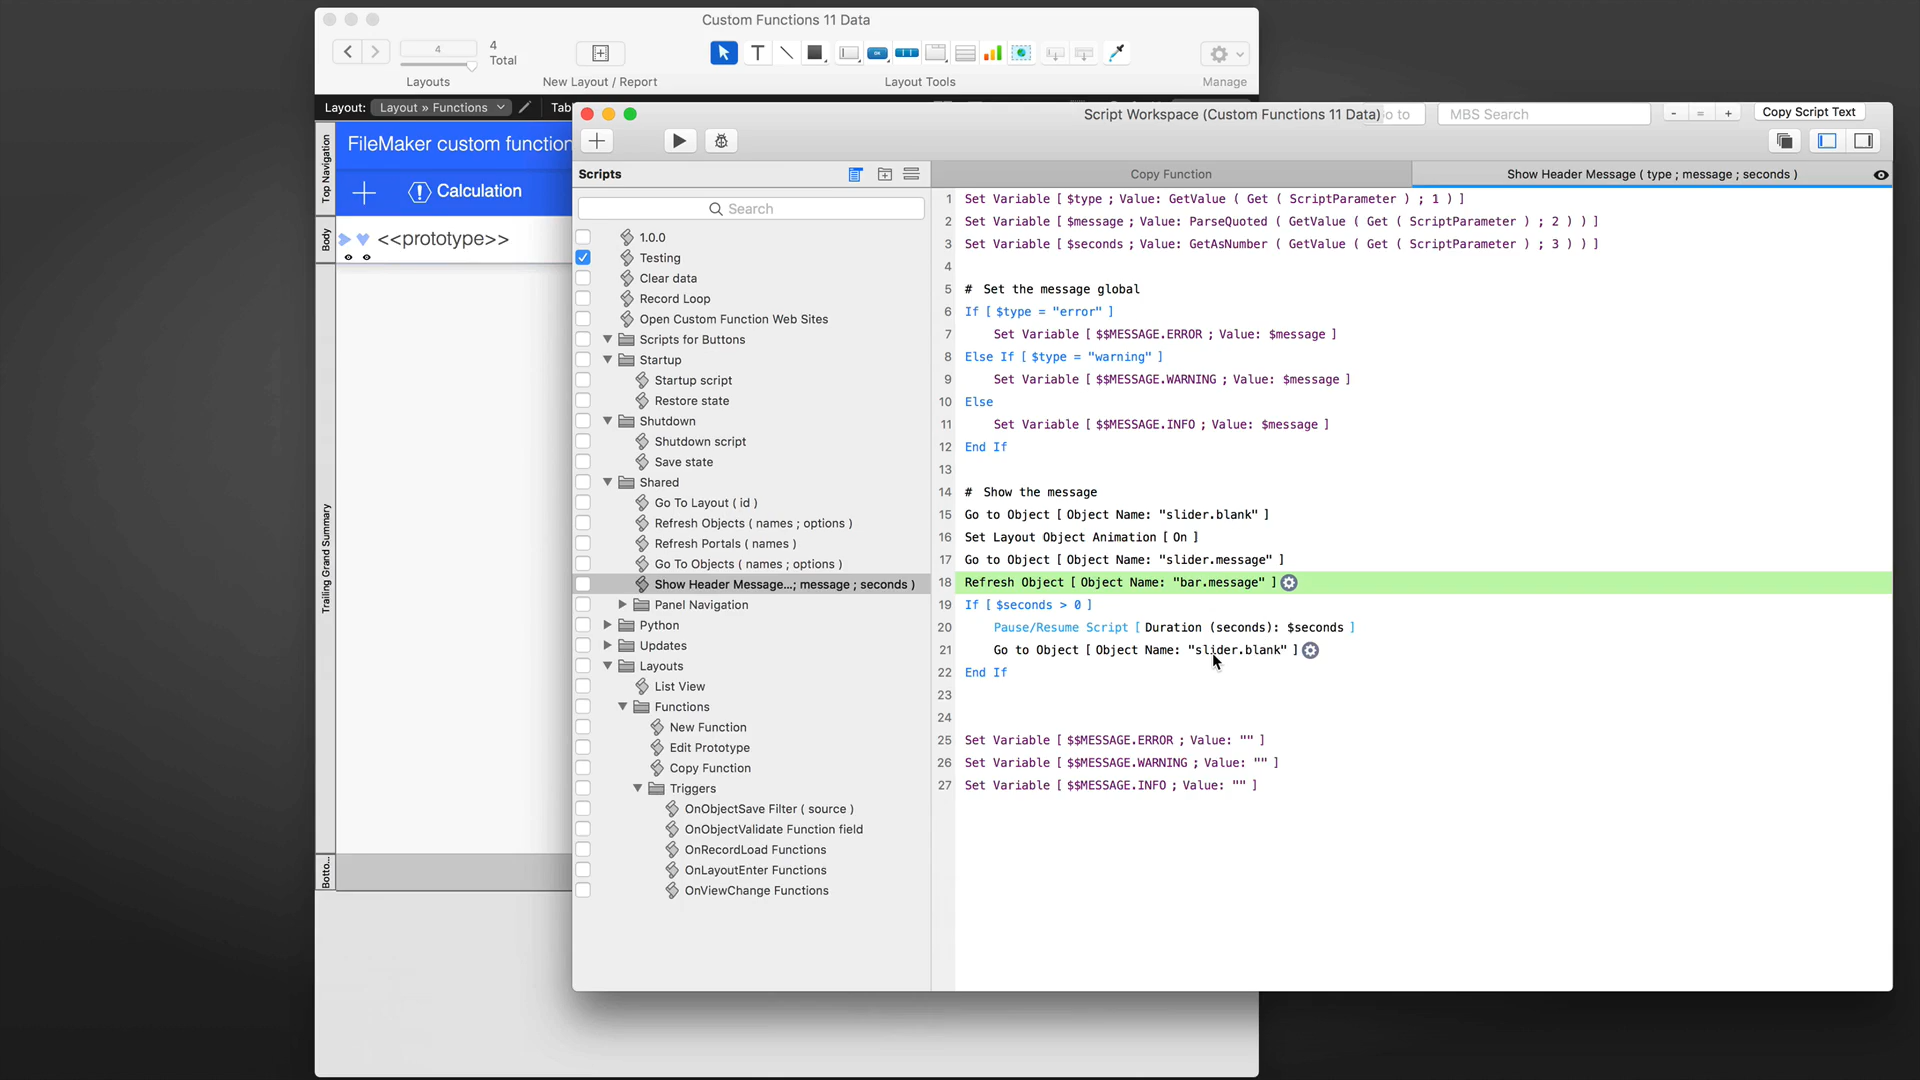 Custom Functions 11 Data
4
4
Total
Layouts
New Layout / Report
Layout Tools
Manage
Layout:
Layout » Functions
Tab
Top Navigation
FileMaker custom function
Calculation
Body
<<prototype>>
Trailing Grand Summary
Botto...
Script Workspace (Custom Functions 11 Data)
o to
MBS Search
-
=
+
Copy Script Text
Scripts
Search
1.0.0
Testing
Clear data
Record Loop
Open Custom Function Web Sites
Scripts for Buttons
Startup
Startup script
Restore state
Shutdown
Shutdown script
Save state
Shared
Go To Layout ( id )
Refresh Objects ( names ; options )
Refresh Portals ( names )
Go To Objects ( names ; options )
Show Header Message...; message ; seconds )
Panel Navigation
Python
Updates
Layouts
List View
Functions
New Function
Edit Prototype
Copy Function
Triggers
OnObjectSave Filter ( source )
OnObjectValidate Function field
OnRecordLoad Functions
OnLayoutEnter Functions
OnViewChange Functions
Copy Function
Show Header Message ( type ; message ; seconds )
1 Set Variable [ $type ; Value: GetValue ( Get ( ScriptParameter ) ; 1 ) ]
2 Set Variable [ $message ; Value: ParseQuoted ( GetValue ( Get ( ScriptParameter ) ; 2 ) ) ]
3 Set Variable [ $seconds ; Value: GetAsNumber ( GetValue ( Get ( ScriptParameter ) ; 3 ) ) ]
4
5 # Set the message global
6 If [ $type = "error" ]
7 Set Variable [ $$MESSAGE.ERROR ; Value: $message ]
8 Else If [ $type = "warning" ]
9 Set Variable [ $$MESSAGE.WARNING ; Value: $message ]
10 Else
11 Set Variable [ $$MESSAGE.INFO ; Value: $message ]
12 End If
13
14 # Show the message
15 Go to Object [ Object Name: "slider.blank" ]
16 Set Layout Object Animation [ On ]
17 Go to Object [ Object Name: "slider.message" ]
18 Refresh Object [ Object Name: "bar.message" ]
19 If [ $seconds > 0 ]
20 Pause/Resume Script [ Duration (seconds): $seconds ]
21 Go to Object [ Object Name: "slider.blank" ]
22 End If
23
24
25 Set Variable [ $$MESSAGE.ERROR ; Value: "" ]
26 Set Variable [ $$MESSAGE.WARNING ; Value: "" ]
27 Set Variable [ $$MESSAGE.INFO ; Value: "" ]